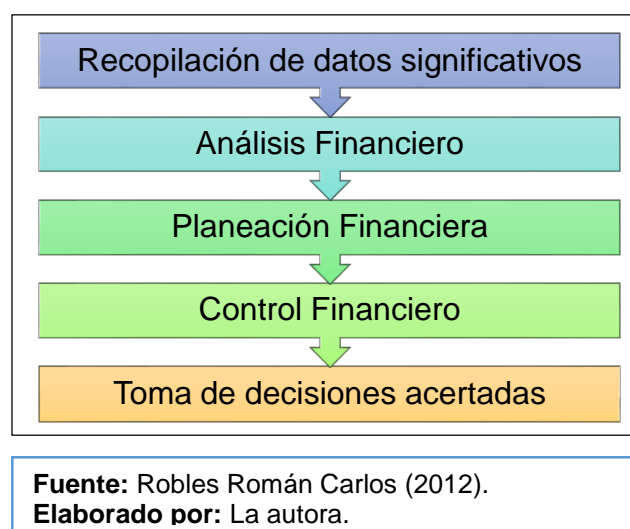 Recopilación de datos significativos
Análisis Financiero
Planeación Financiera
Control Financiero
Toma de decisiones acertadas
Fuente: Robles Román Carlos (2012).
Elaborado por: La autora.